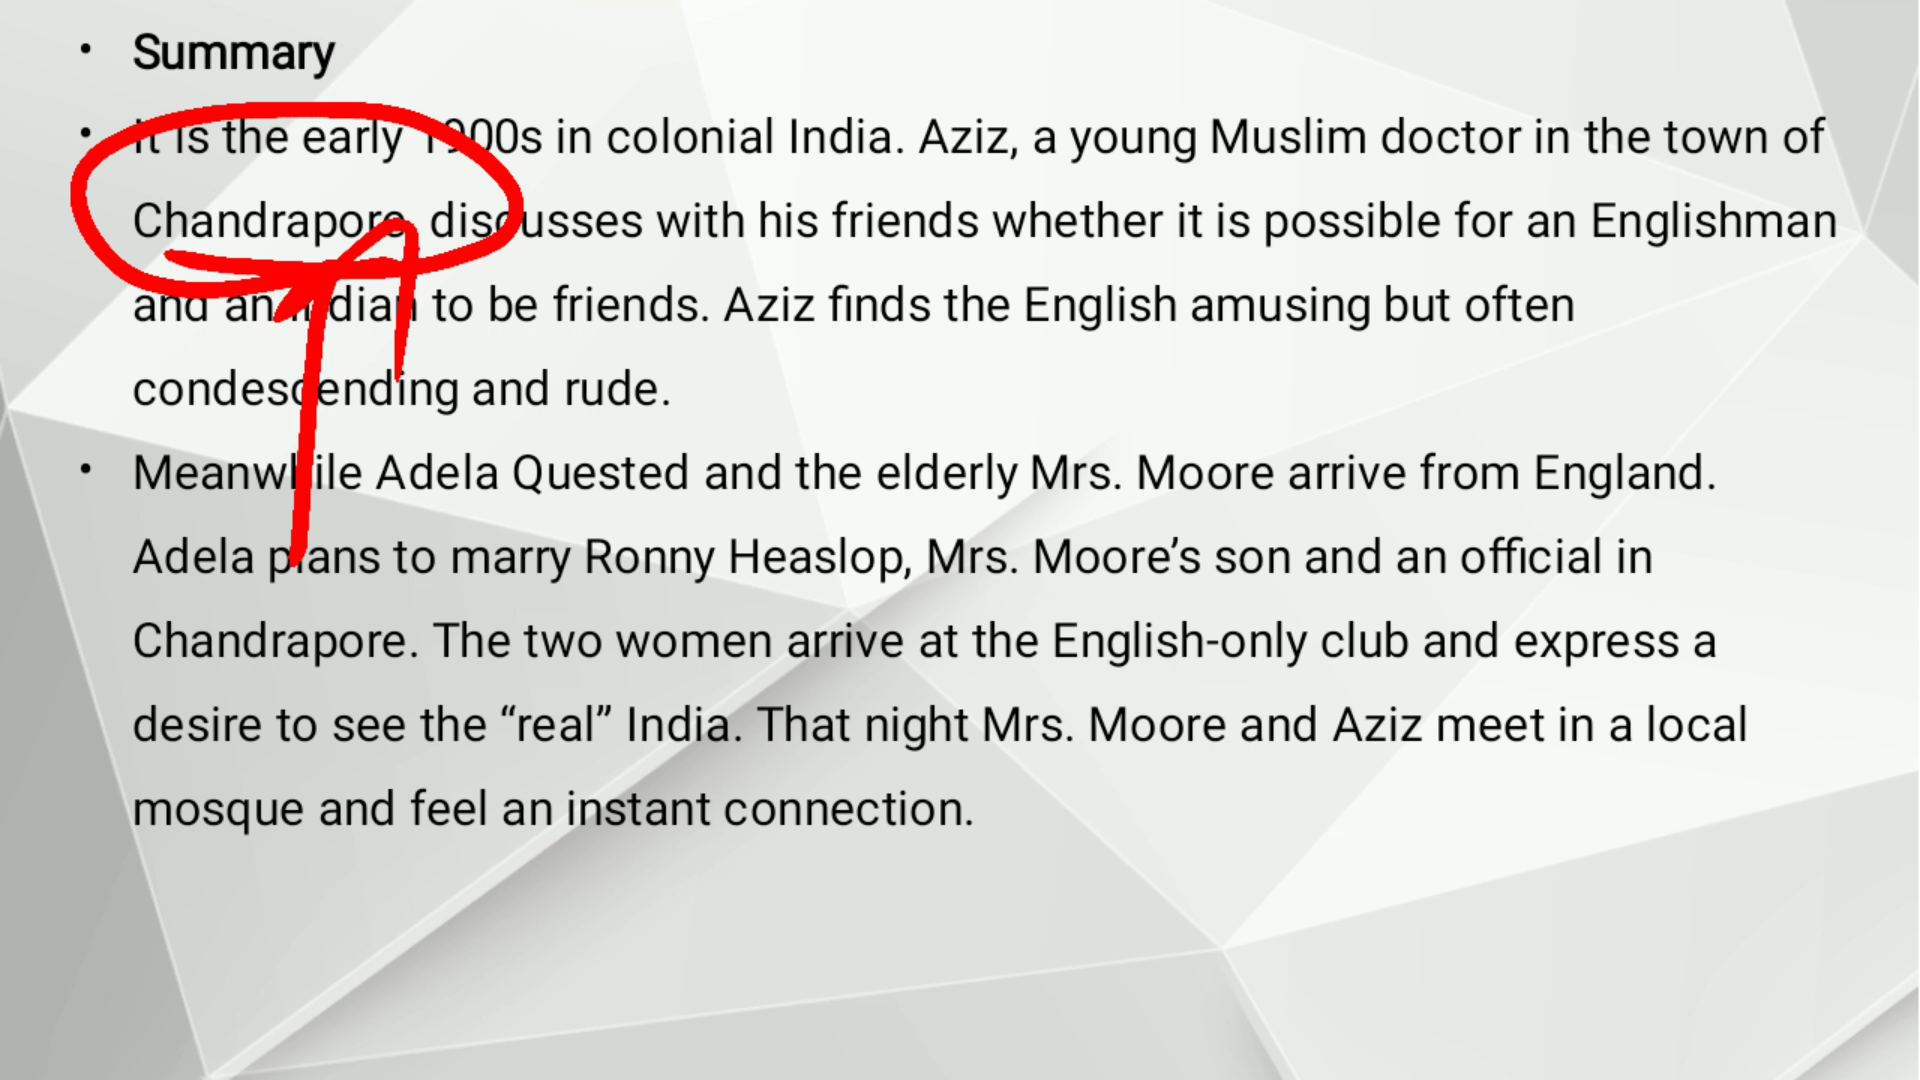 • Summary
• It is the early 1900s in colonial India. Aziz, a young Muslim doctor in the town of
Chandrapore, discusses with his friends whether it is possible for an Englishman
and an Indian to be friends. Aziz finds the English amusing but often
condescending and rude.
• Meanwhile Adela Quested and the elderly Mrs. Moore arrive from England.
Adela plans to marry Ronny Heaslop, Mrs. Moore’s son and an official in
Chandrapore. The two women arrive at the English-only club and express a
desire to see the “real” India. That night Mrs. Moore and Aziz meet in a local
mosque and feel an instant connection.